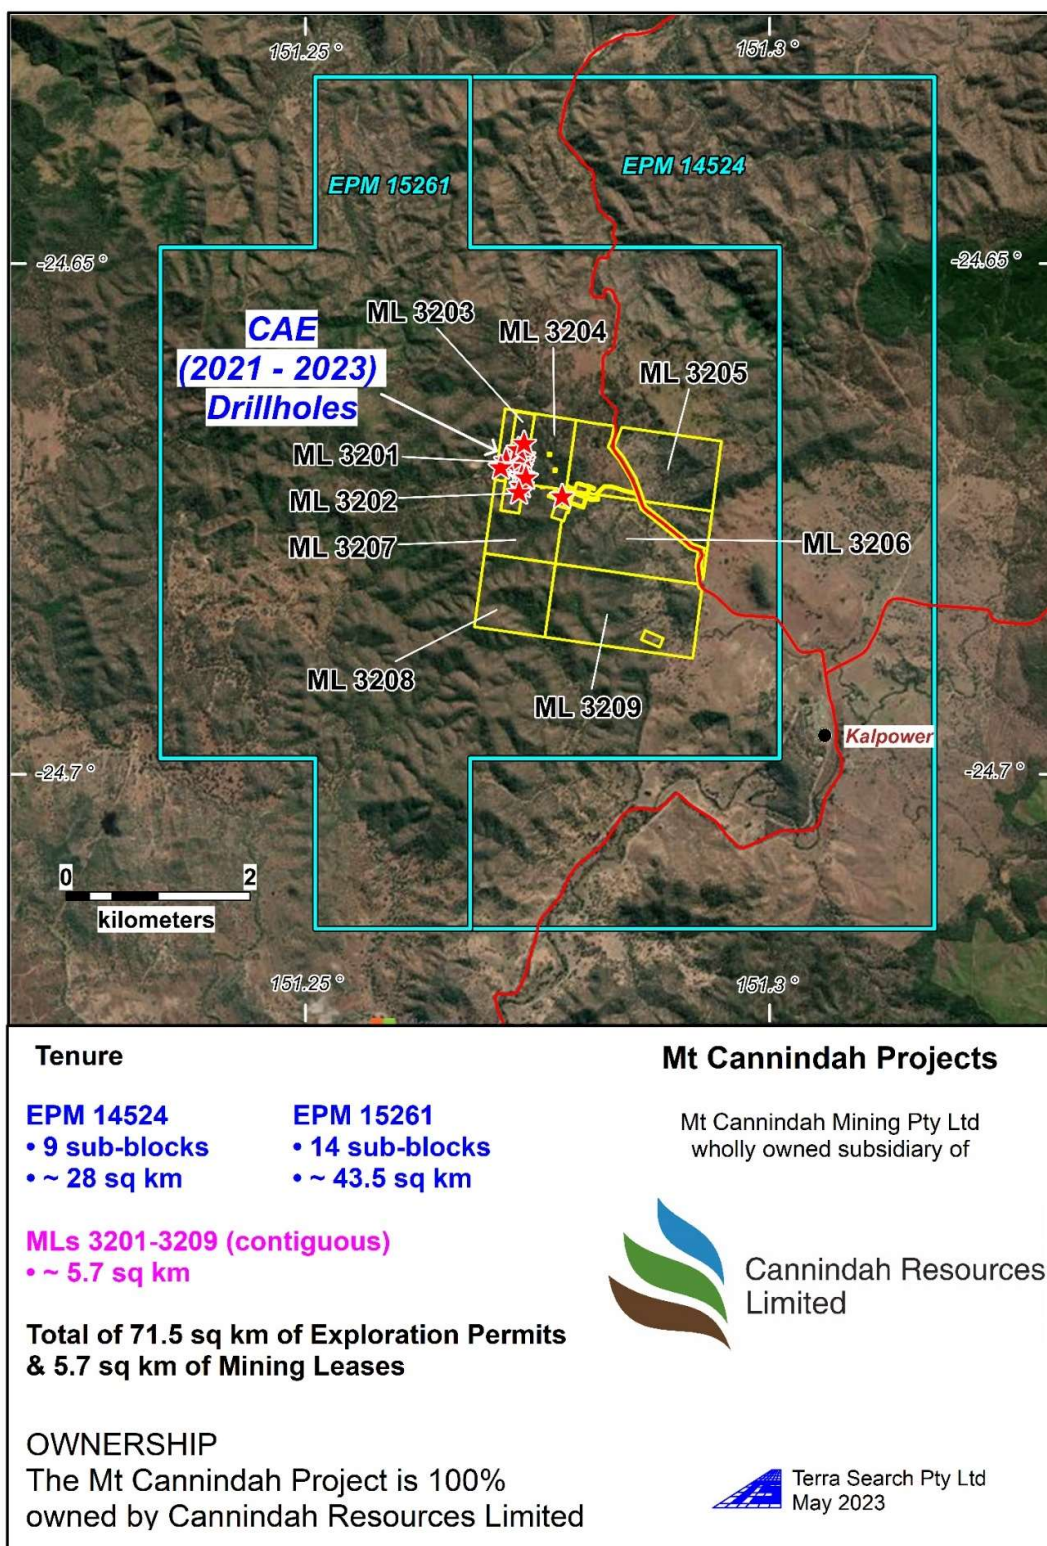 151.25 °
151.3 °
EPM 15261
EPM 14524
-24.65 °
-24.65 °
ML 3203
ML 3204
CAE
(2021 - 2023)
Drillholes
ML 3205
ML 3201
ML 3202
ML 3207
ML 3206
ML 3208
ML 3209
Kalpower
-24.7 °
-24.7 °
0 2
kilometers
151.25 °
151.3 °
Tenure
EPM 14524
• 9 sub-blocks
• ~ 28 sq km
EPM 15261
• 14 sub-blocks
• ~ 43.5 sq km
MLs 3201-3209 (contiguous)
• ~ 5.7 sq km
Total of 71.5 sq km of Exploration Permits
& 5.7 sq km of Mining Leases
OWNERSHIP
The Mt Cannindah Project is 100%
owned by Cannindah Resources Limited
Mt Cannindah Projects
Mt Cannindah Mining Pty Ltd
wholly owned subsidiary of
Cannindah Resources
Limited
Terra Search Pty Ltd
May 2023